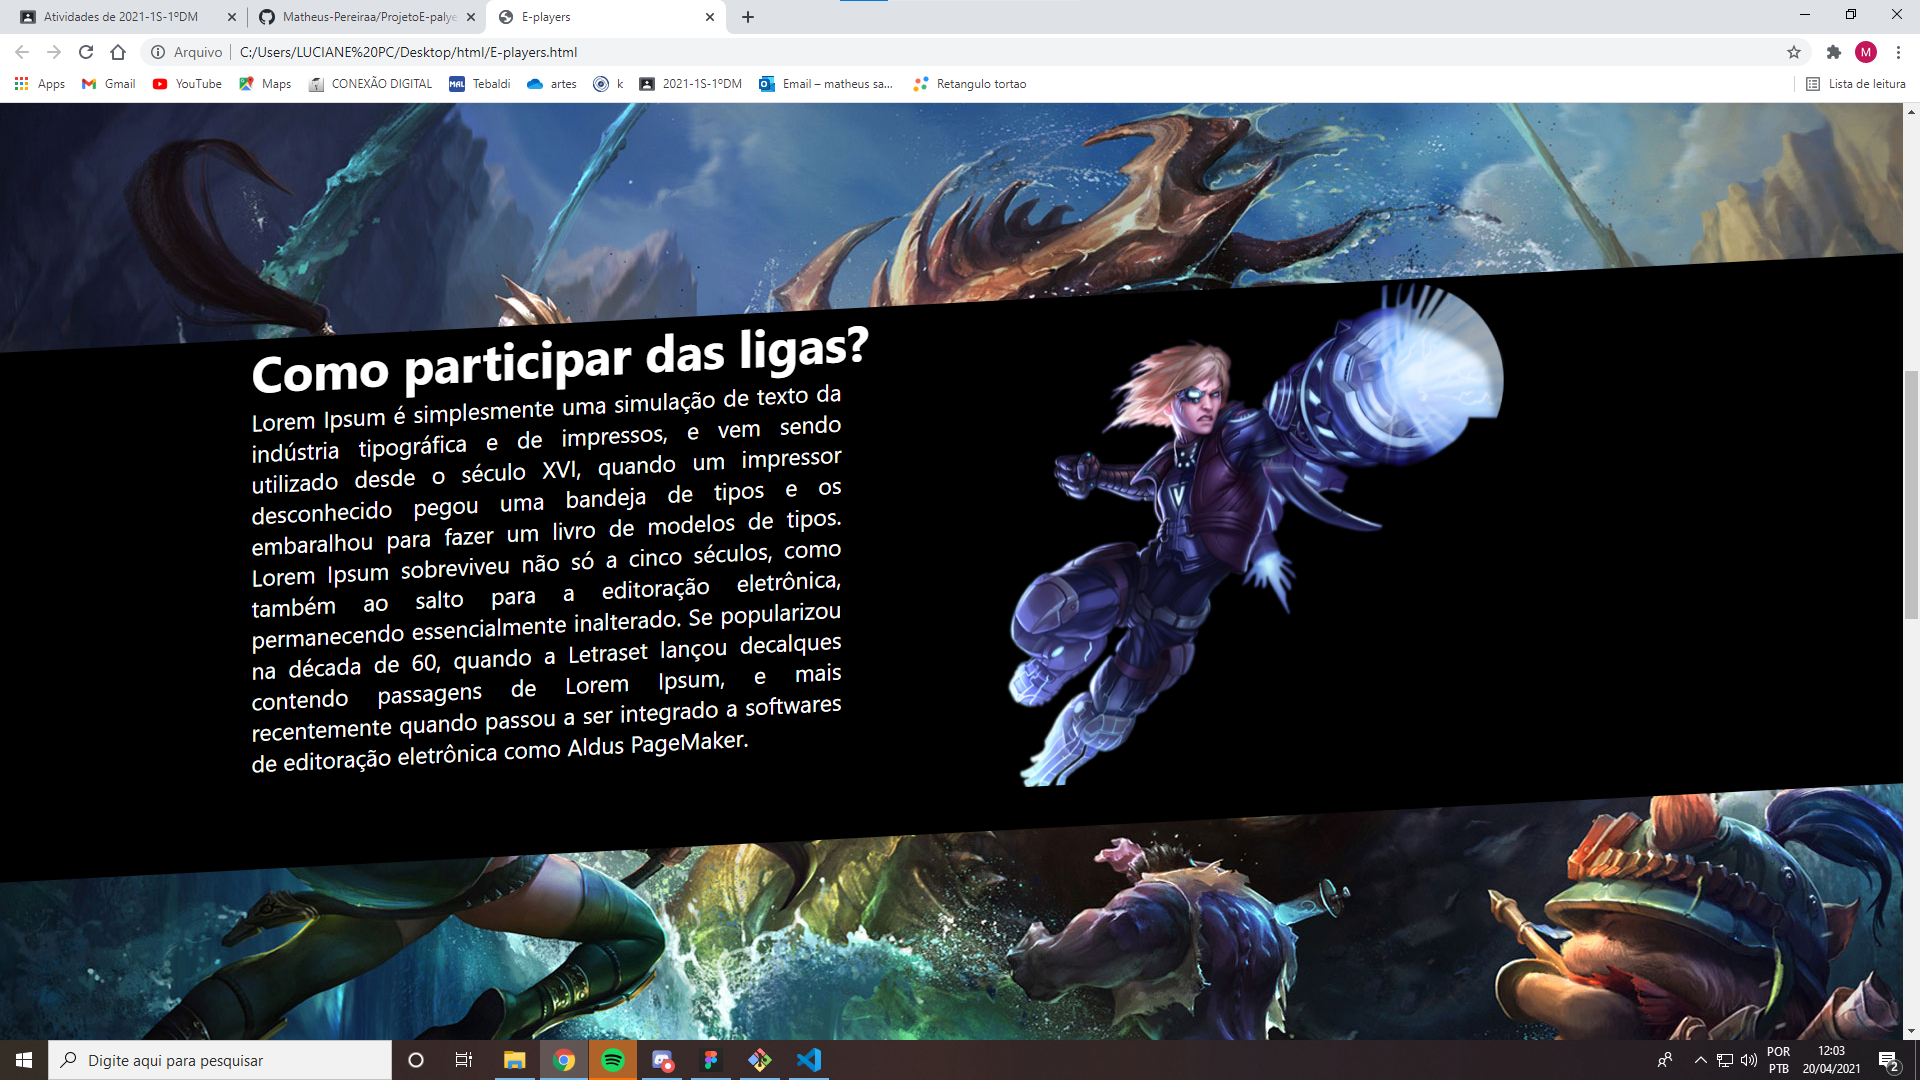 Atividades de 2021-1S-1ºDM
Matheus-Pereiraa/ProjetoE-palye
E-players
Arquivo
C:/Users/LUCIANE%20PC/Desktop/html/E-players.html
M
Apps
Gmail
YouTube
Maps
CONEXÃO DIGITAL
MAL
Tebaldi
artes
k
2021-1S-1ºDM
Email – matheus sa...
Retangulo tortao
Lista de leitura
Como participar das ligas?
Lorem Ipsum é simplesmente uma simulação de texto da
indústria tipográfica e de impressos, e vem sendo
utilizado desde o século XVI, quando um impressor
desconhecido pegou uma bandeja de tipos e os
embaralhou para fazer um livro de modelos de tipos.
Lorem Ipsum sobreviveu não só a cinco séculos, como
também ao salto para a editoração eletrônica,
permanecendo essencialmente inalterado. Se popularizou
na década de 60, quando a Letraset lançou decalques
contendo passagens de Lorem Ipsum, e mais
recentemente quando passou a ser integrado a softwares
de editoração eletrônica como Aldus PageMaker.
V
Digite aqui para pesquisar
POR
PTB
12:03
20/04/2021
2